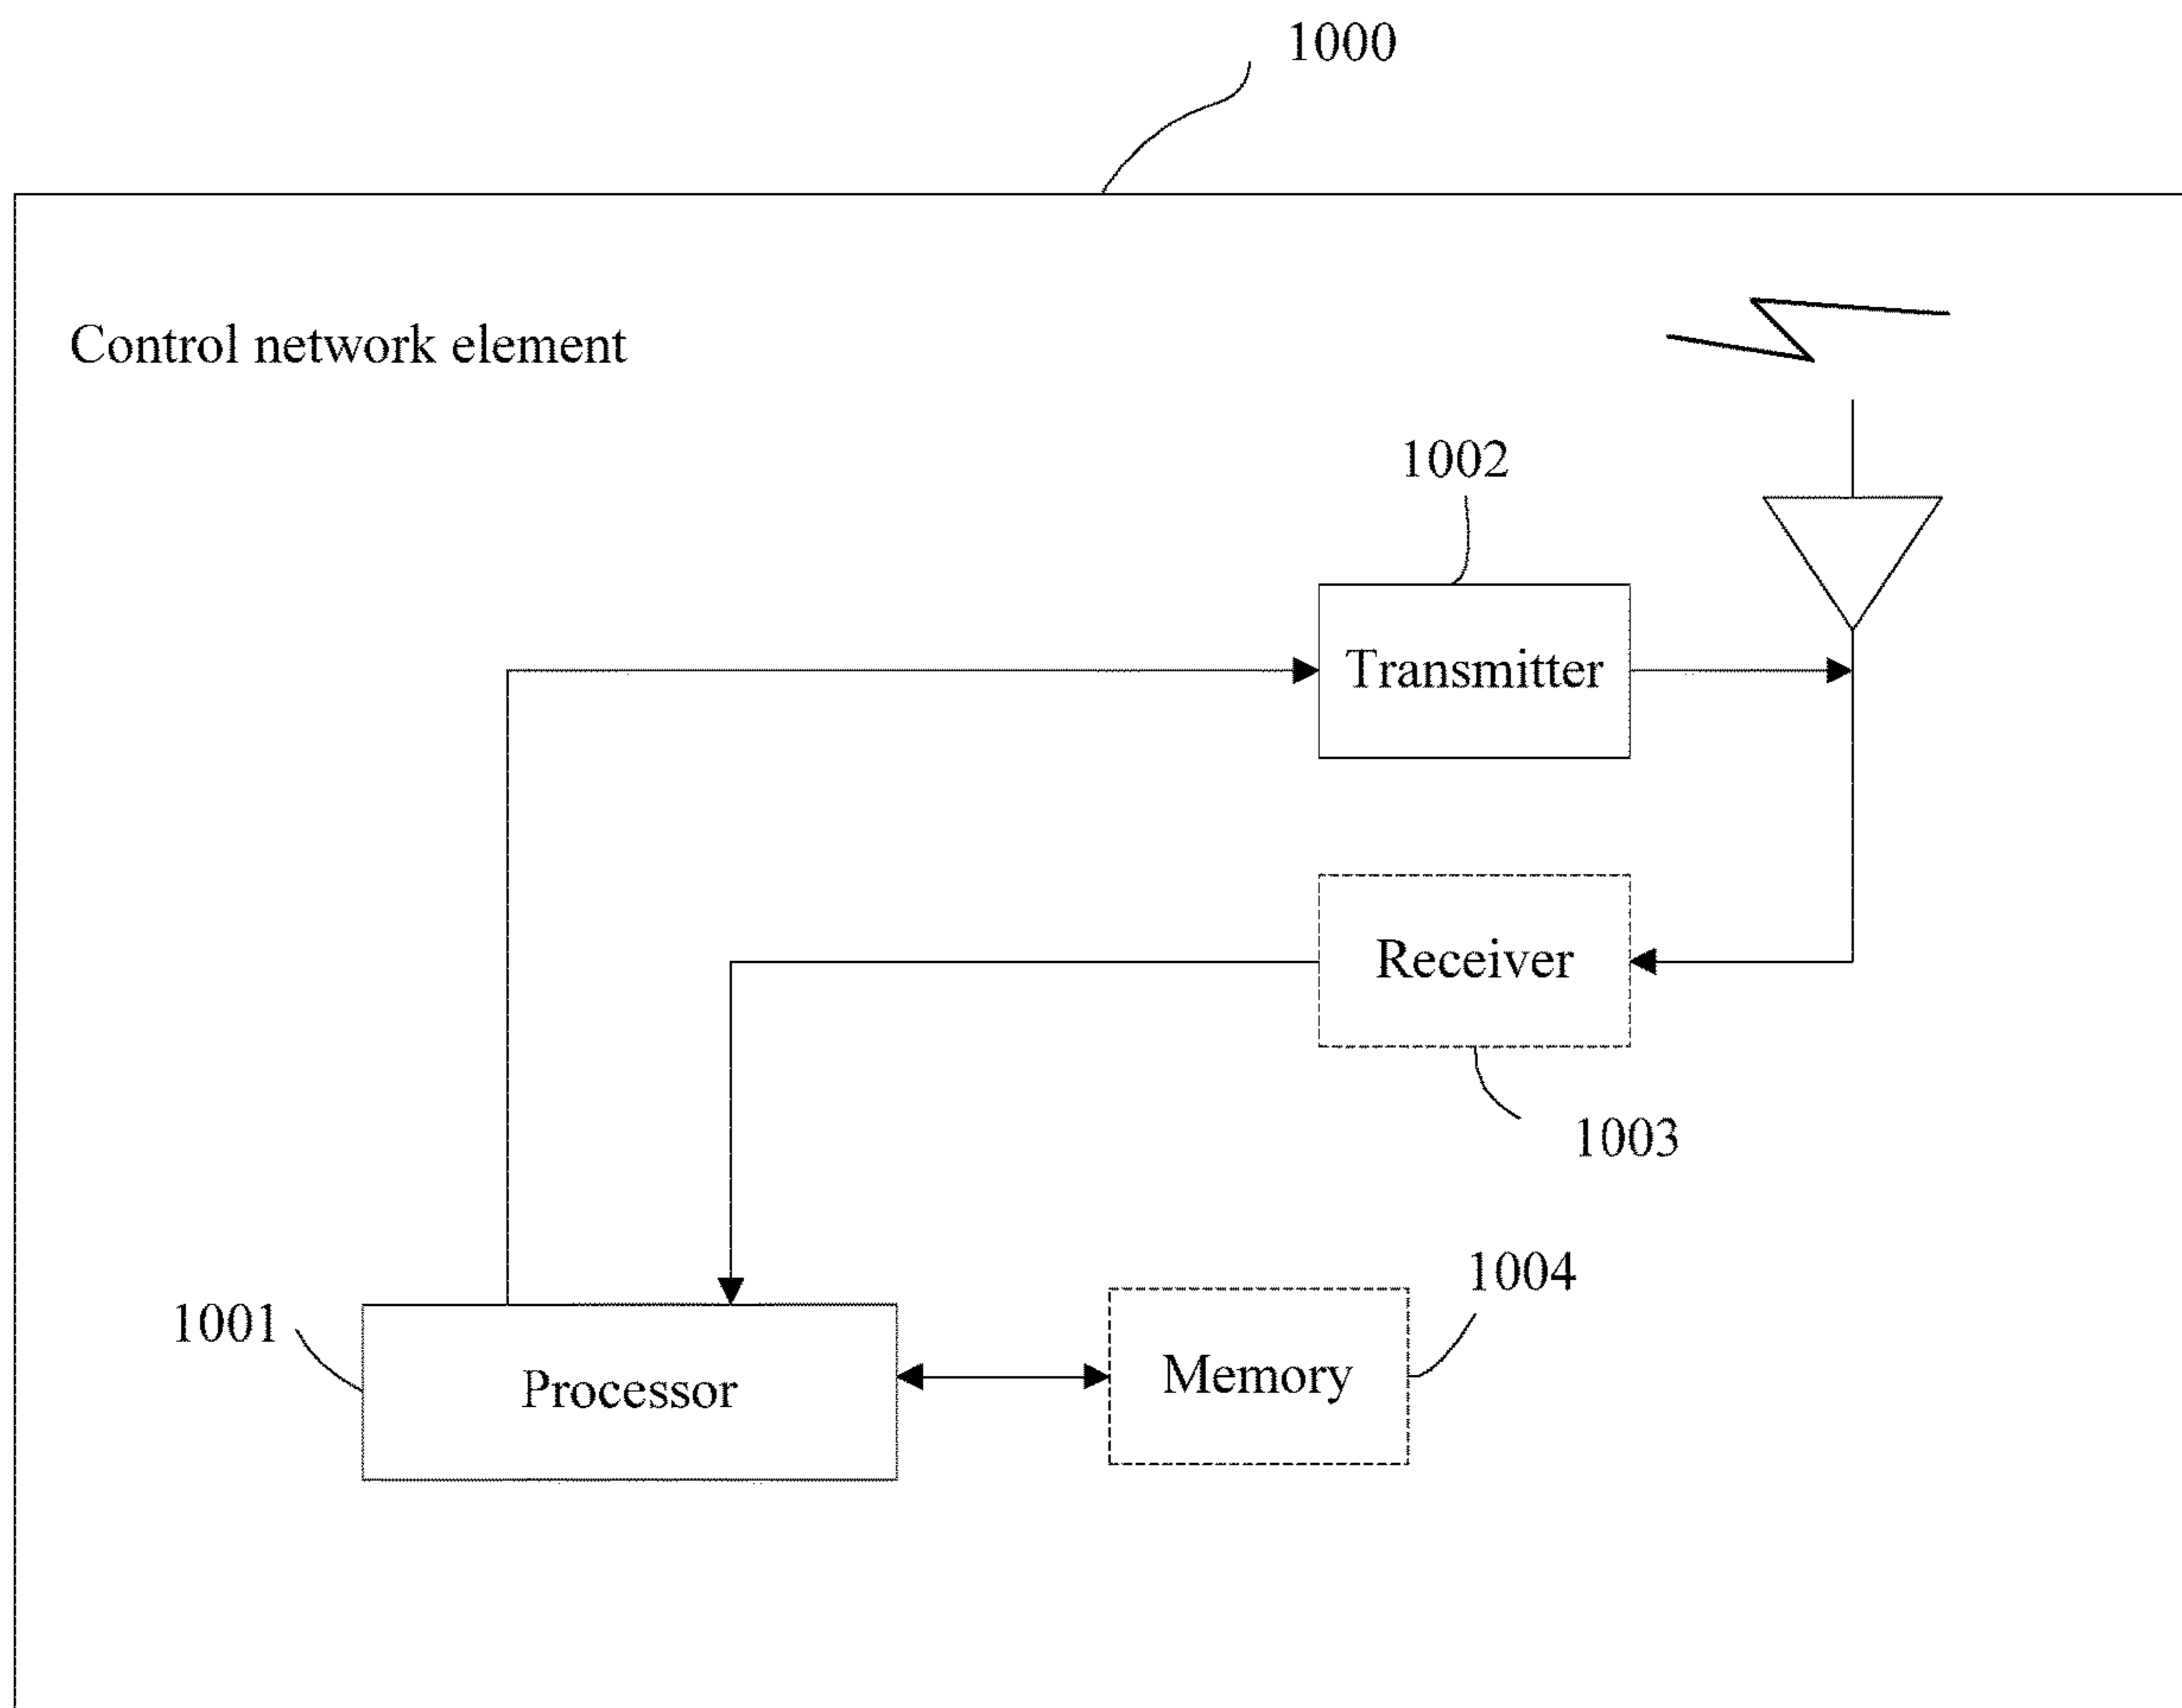 1000
Control network element
1002
Transmitter
Receiver
1003
1004
1001
Memory
Processor